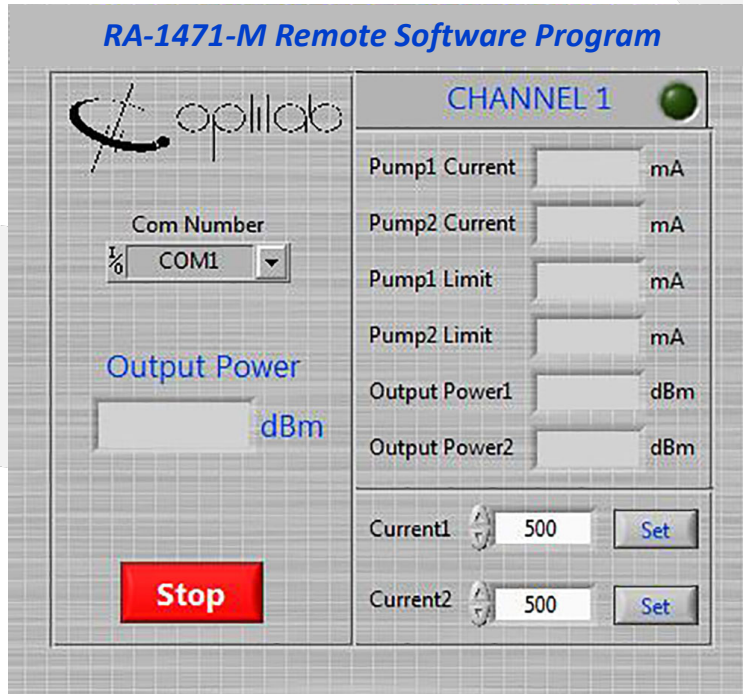 RA-1471-M Remote Software Program
oplilab
Com Number
I/O COM1
Output Power
dBm
Stop
CHANNEL 1
Pump1 Current mA
Pump2 Current mA
Pump1 Limit mA
Pump2 Limit mA
Output Power1 dBm
Output Power2 dBm
Current1 500 Set
Current2 500 Set